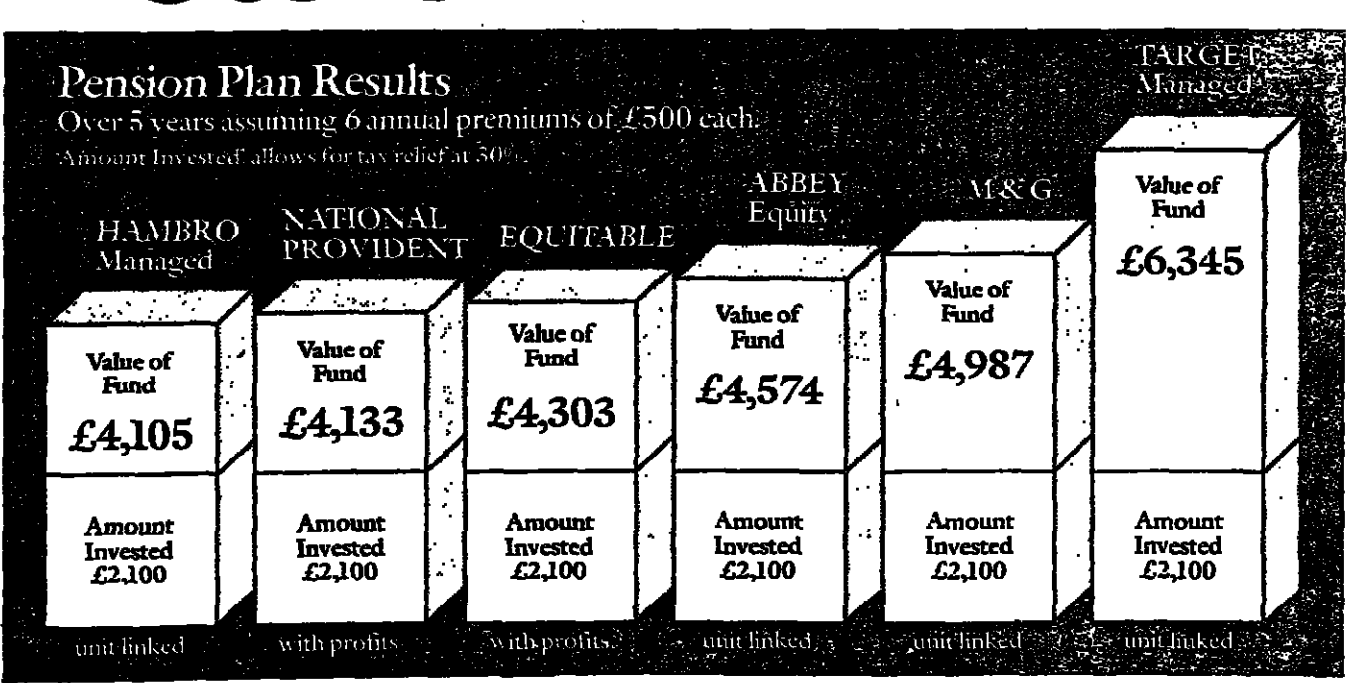 Pension Plan Results
Over 5 years assuming 6 annual premiums of £500 each.
'Amount Invested' allows for tax relief at 30%.
HAMBRO
Managed
Value of
Fund
£4,105
Amount
Invested
£2,100
unit linked
NATIONAL
PROVIDENT
Value of
Fund
£4,133
Amount
Invested
£2,100
with profits
EQUITABLE
Value of
Fund
£4,303
Amount
Invested
£2,100
with profits
ABBEY
Equity
Value of
Fund
£4,574
Amount
Invested
£2,100
unit linked
M & G
Value of
Fund
£4,987
Amount
Invested
£2,100
unit linked
TARGET
Managed
Value of
Fund
£6,345
Amount
Invested
£2,100
unit linked